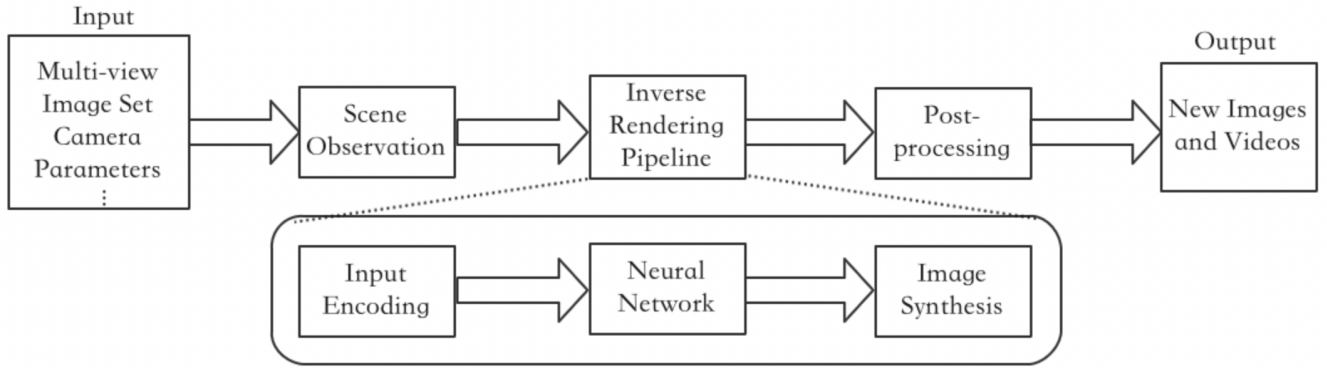 Input
Multi-view
Image Set
Camera
Parameters
Scene
Observation
Inverse
Rendering
Pipeline
Post-
processing
Output
New Images
and Videos
Input
Encoding
Neural
Network
Image
Synthesis